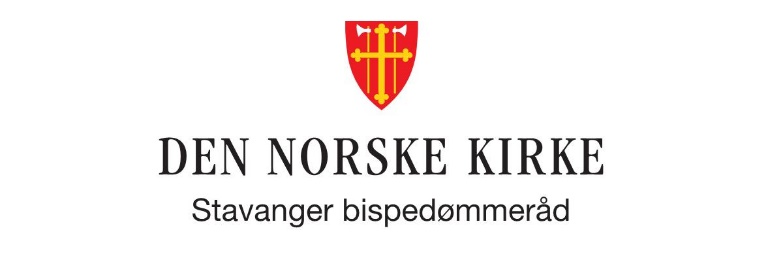 DEN NORSKE KIRKE
Stavanger bispedømmeråd